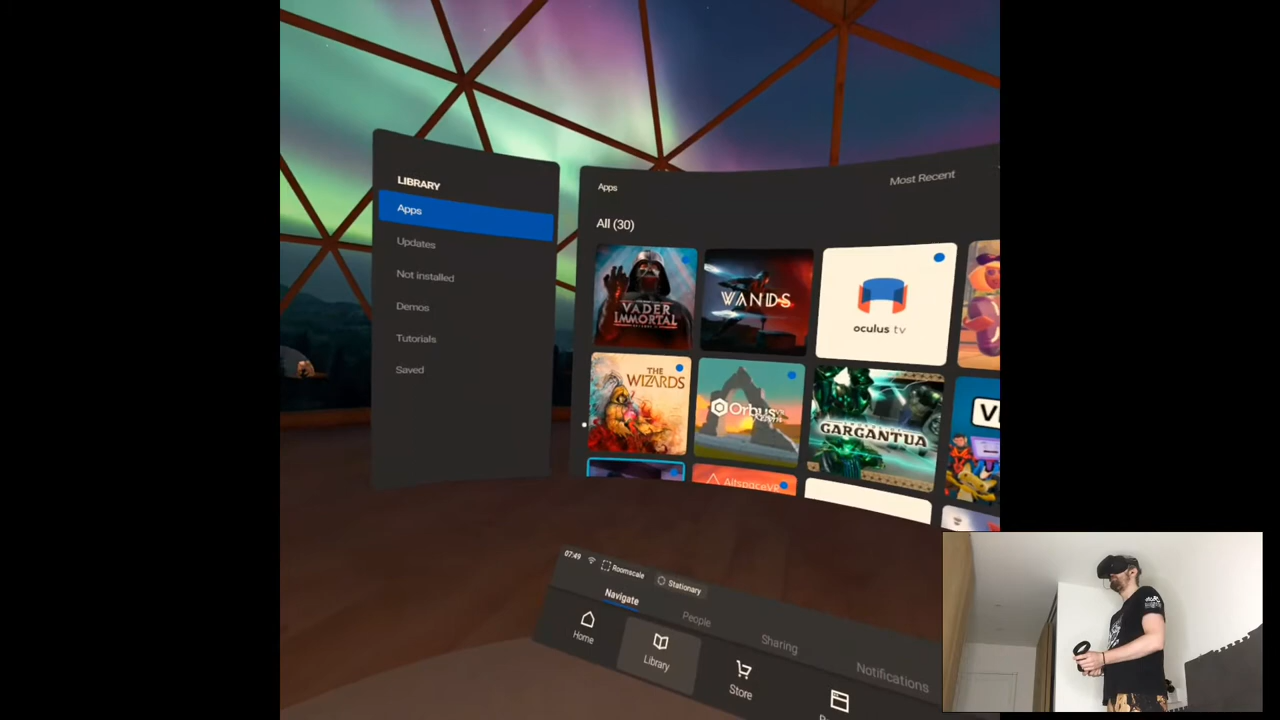 LIBRARY
Apps
Updates
Not installed
Demos
Tutorials
Saved
Apps
Most Recent
All (30)
VADER
IMMORTAL
WANDS
oculus tv
THE
WIZARDS
Orbus
GARGANTUA
AltspaceVR
07:49
Roomscale
Stationary
Navigate
People
Sharing
Notifications
Home
Library
Store